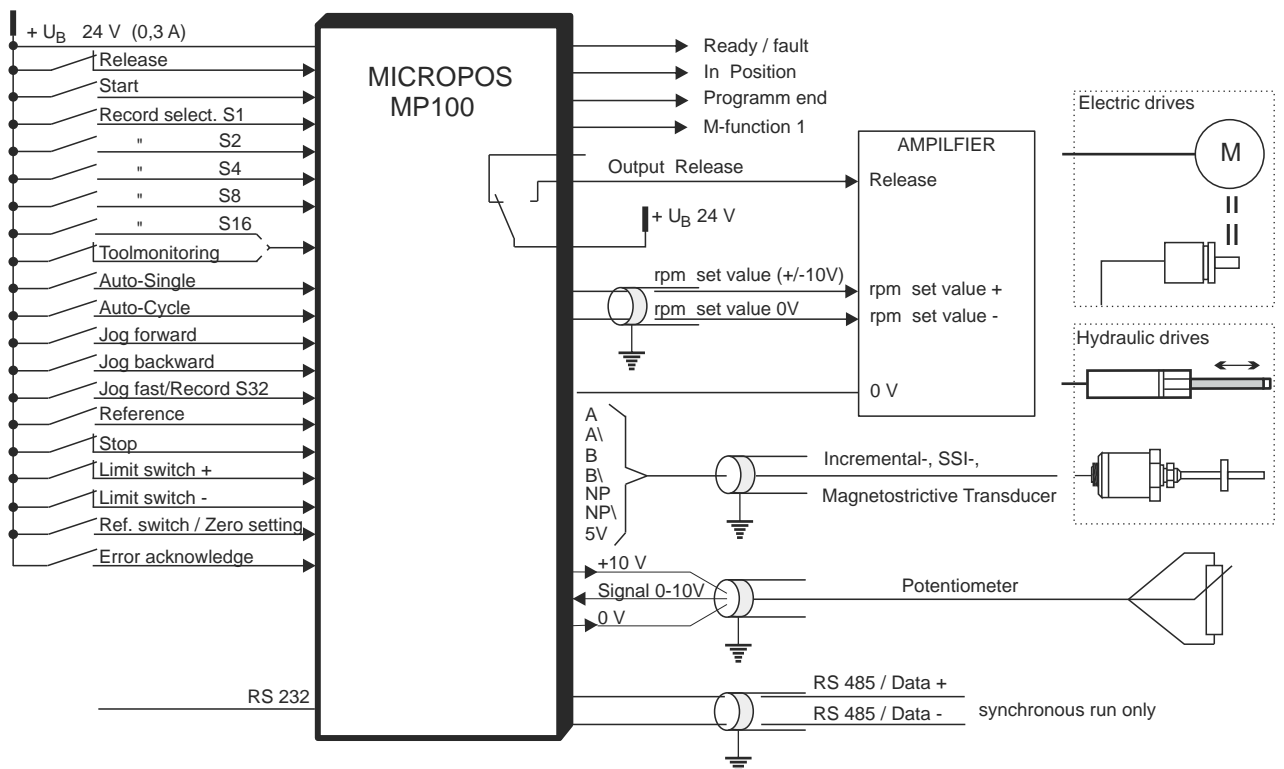 + UB 24 V (0,3 A)
Release
Start
Record select. S1
" S2
" S4
" S8
" S16
Toolmonitoring
Auto-Single
Auto-Cycle
Jog forward
Jog backward
Jog fast/Record S32
Reference
Stop
Limit switch +
Limit switch -
Ref. switch / Zero setting
Error acknowledge
RS 232
MICROPOS
MP100
Ready / fault
In Position
Programm end
M-function 1
Output Release
+ UB 24 V
rpm set value (+/-10V)
rpm set value 0V
AMPILFIER
Release
rpm set value +
rpm set value -
0 V
Electric drives
M
Hydraulic drives
A
A\
B
B\
NP
NP\
5V
Incremental-, SSI-,
Magnetostrictive Transducer
+10 V
Signal 0-10V
0 V
Potentiometer
RS 485 / Data +
RS 485 / Data -
synchronous run only